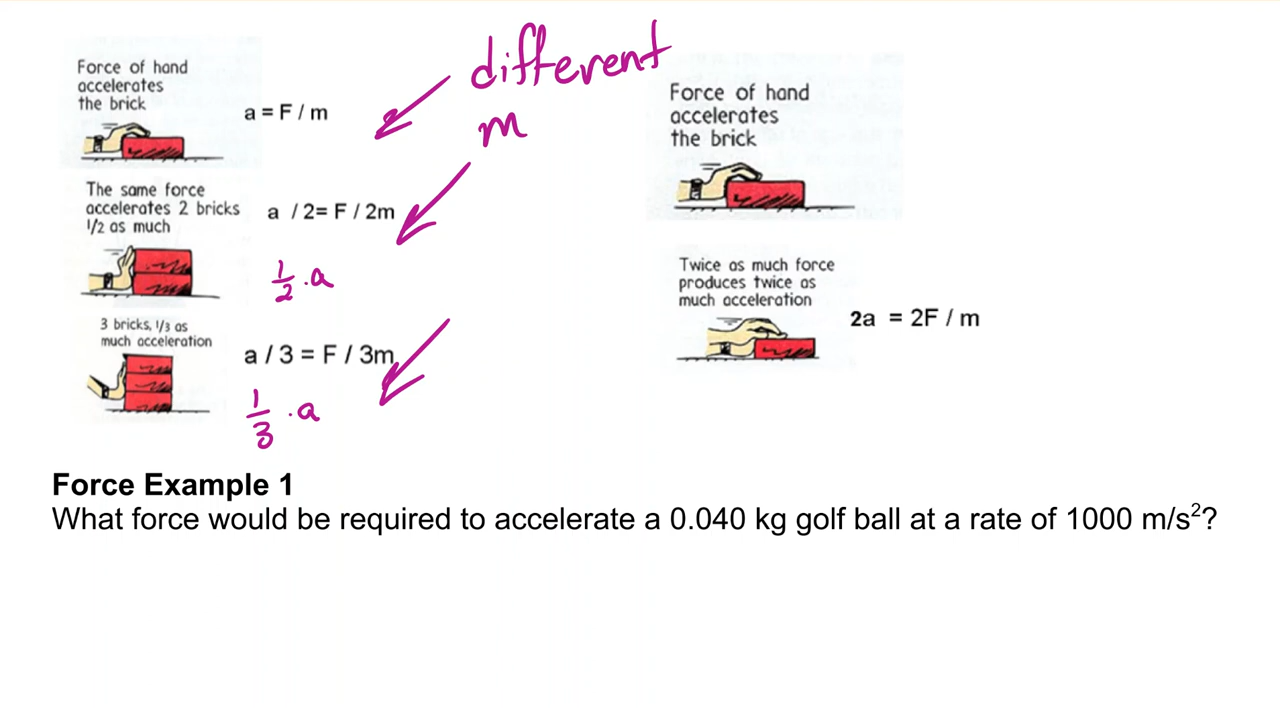 Force of hand
accelerates
the brick
a = F / m
The same force
accelerates 2 bricks
1/2 as much
a / 2= F / 2m
1/2 · a
3 bricks, 1/3 as
much acceleration
a / 3 = F / 3m
1/3 · a
different
m
Force of hand
accelerates
the brick
Twice as much force
produces twice as
much acceleration
2a = 2F / m
Force Example 1
What force would be required to accelerate a 0.040 kg golf ball at a rate of 1000 m/s²?